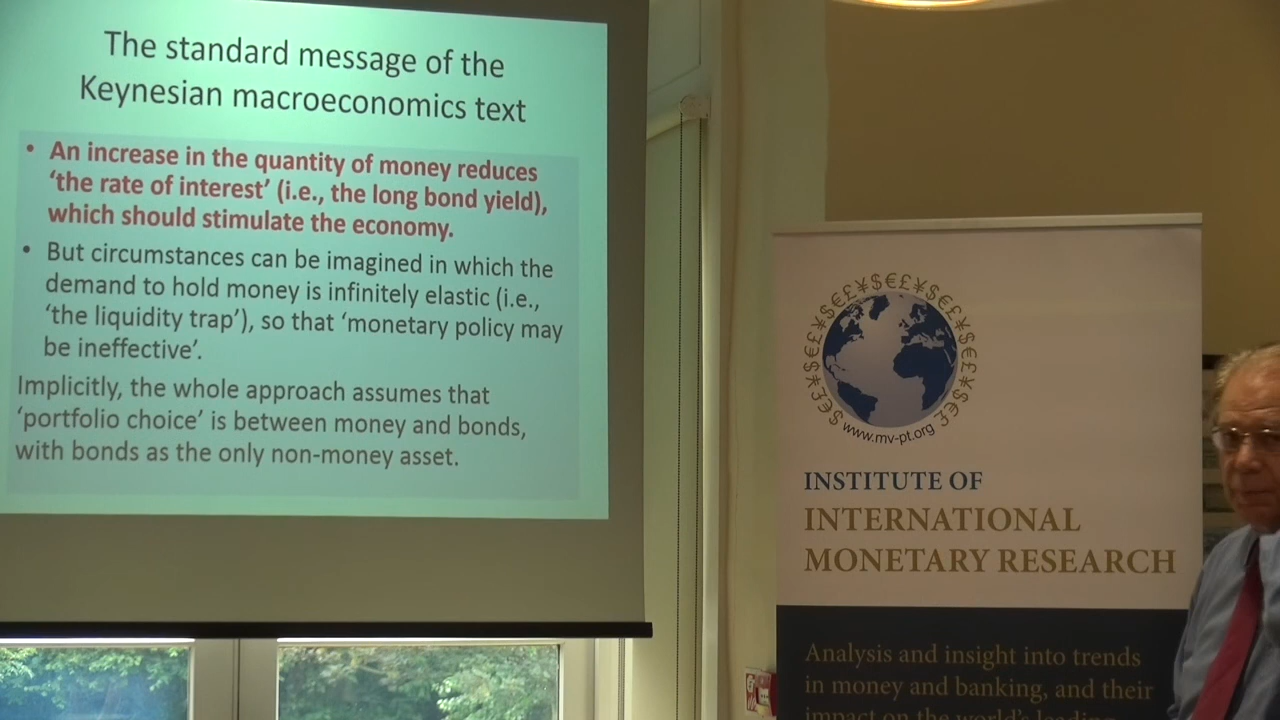 The standard message of the
Keynesian macroeconomics text
• An increase in the quantity of money reduces
‘the rate of interest’ (i.e., the long bond yield),
which should stimulate the economy.
• But circumstances can be imagined in which the
demand to hold money is infinitely elastic (i.e.,
‘the liquidity trap’), so that ‘monetary policy may
be ineffective’.
Implicitly, the whole approach assumes that
‘portfolio choice’ is between money and bonds,
with bonds as the only non-money asset.
www.mv-pt.org
INSTITUTE OF
INTERNATIONAL
MONETARY RESEARCH
Analysis and insight into trends
in money and banking, and their
impact on the world's leading